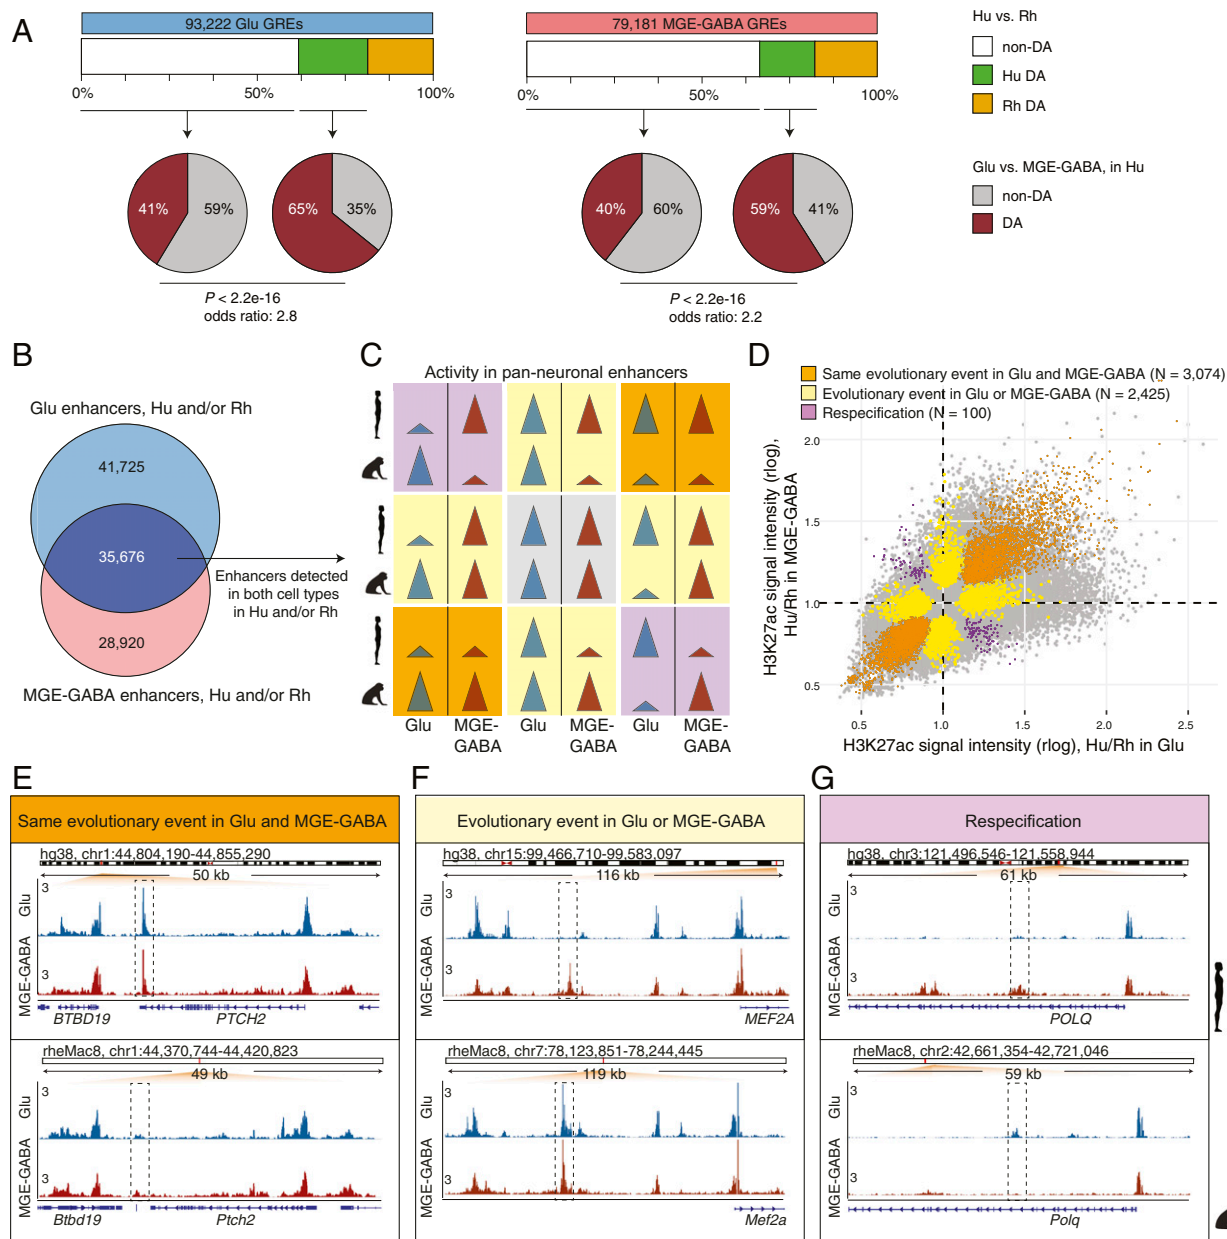 A
93,222 Glu GREs
0%
50%
100%
41%
59%
65%
35%
P < 2.2e-16
odds ratio: 2.8
79,181 MGE-GABA GREs
0%
50%
100%
40%
60%
59%
41%
P < 2.2e-16
odds ratio: 2.2
Hu vs. Rh
non-DA
Hu DA
Rh DA
Glu vs. MGE-GABA, in Hu
non-DA
DA
B
Glu enhancers, Hu and/or Rh
41,725
35,676
28,920
MGE-GABA enhancers, Hu and/or Rh
Enhancers detected
in both cell types
in Hu and/or Rh
C
Activity in pan-neuronal enhancers
Glu
MGE-
GABA
Glu
MGE-
GABA
Glu
MGE-
GABA
D
Same evolutionary event in Glu and MGE-GABA (N = 3,074)
Evolutionary event in Glu or MGE-GABA (N = 2,425)
Respecification (N = 100)
H3K27ac signal intensity (rlog),
Hu/Rh in MGE-GABA
2.0
1.5
1.0
0.5
0.5
1.0
1.5
2.0
2.5
H3K27ac signal intensity (rlog), Hu/Rh in Glu
E
Same evolutionary event in Glu and MGE-GABA
hg38, chr1:44,804,190-44,855,290
50 kb
Glu
3
MGE-GABA
3
BTBD19
PTCH2
rheMac8, chr1:44,370,744-44,420,823
49 kb
Glu
3
MGE-GABA
3
Btbd19
Ptch2
F
Evolutionary event in Glu or MGE-GABA
hg38, chr15:99,466,710-99,583,097
116 kb
Glu
3
MGE-GABA
3
MEF2A
rheMac8, chr7:78,123,851-78,244,445
119 kb
Glu
3
MGE-GABA
3
Mef2a
G
Respecification
hg38, chr3:121,496,546-121,558,944
61 kb
Glu
3
MGE-GABA
3
POLQ
rheMac8, chr2:42,661,354-42,721,046
59 kb
Glu
3
MGE-GABA
3
Polq